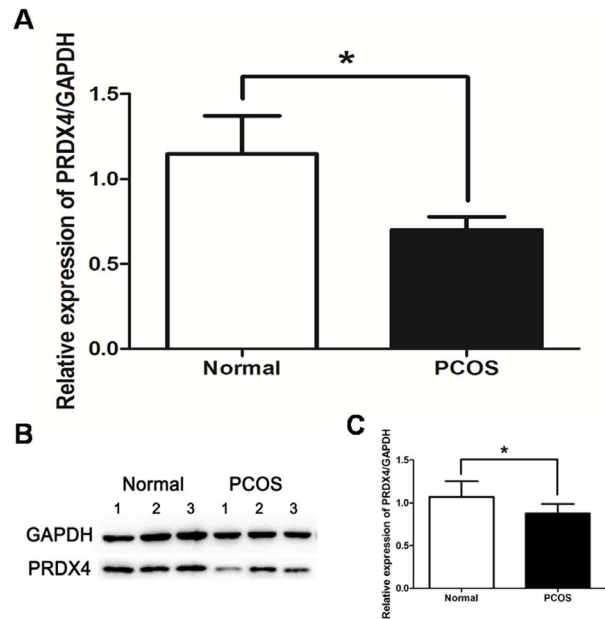 A
*
Relative expression of PRDX4/GAPDH
1.5
1.0
0.5
0.0
Normal PCOS
B
Normal PCOS
1 2 3 1 2 3
GAPDH
PRDX4
C
*
Relative expression of PRDX4/GAPDH
1.5
1.0
0.5
0.0
Normal PCOS